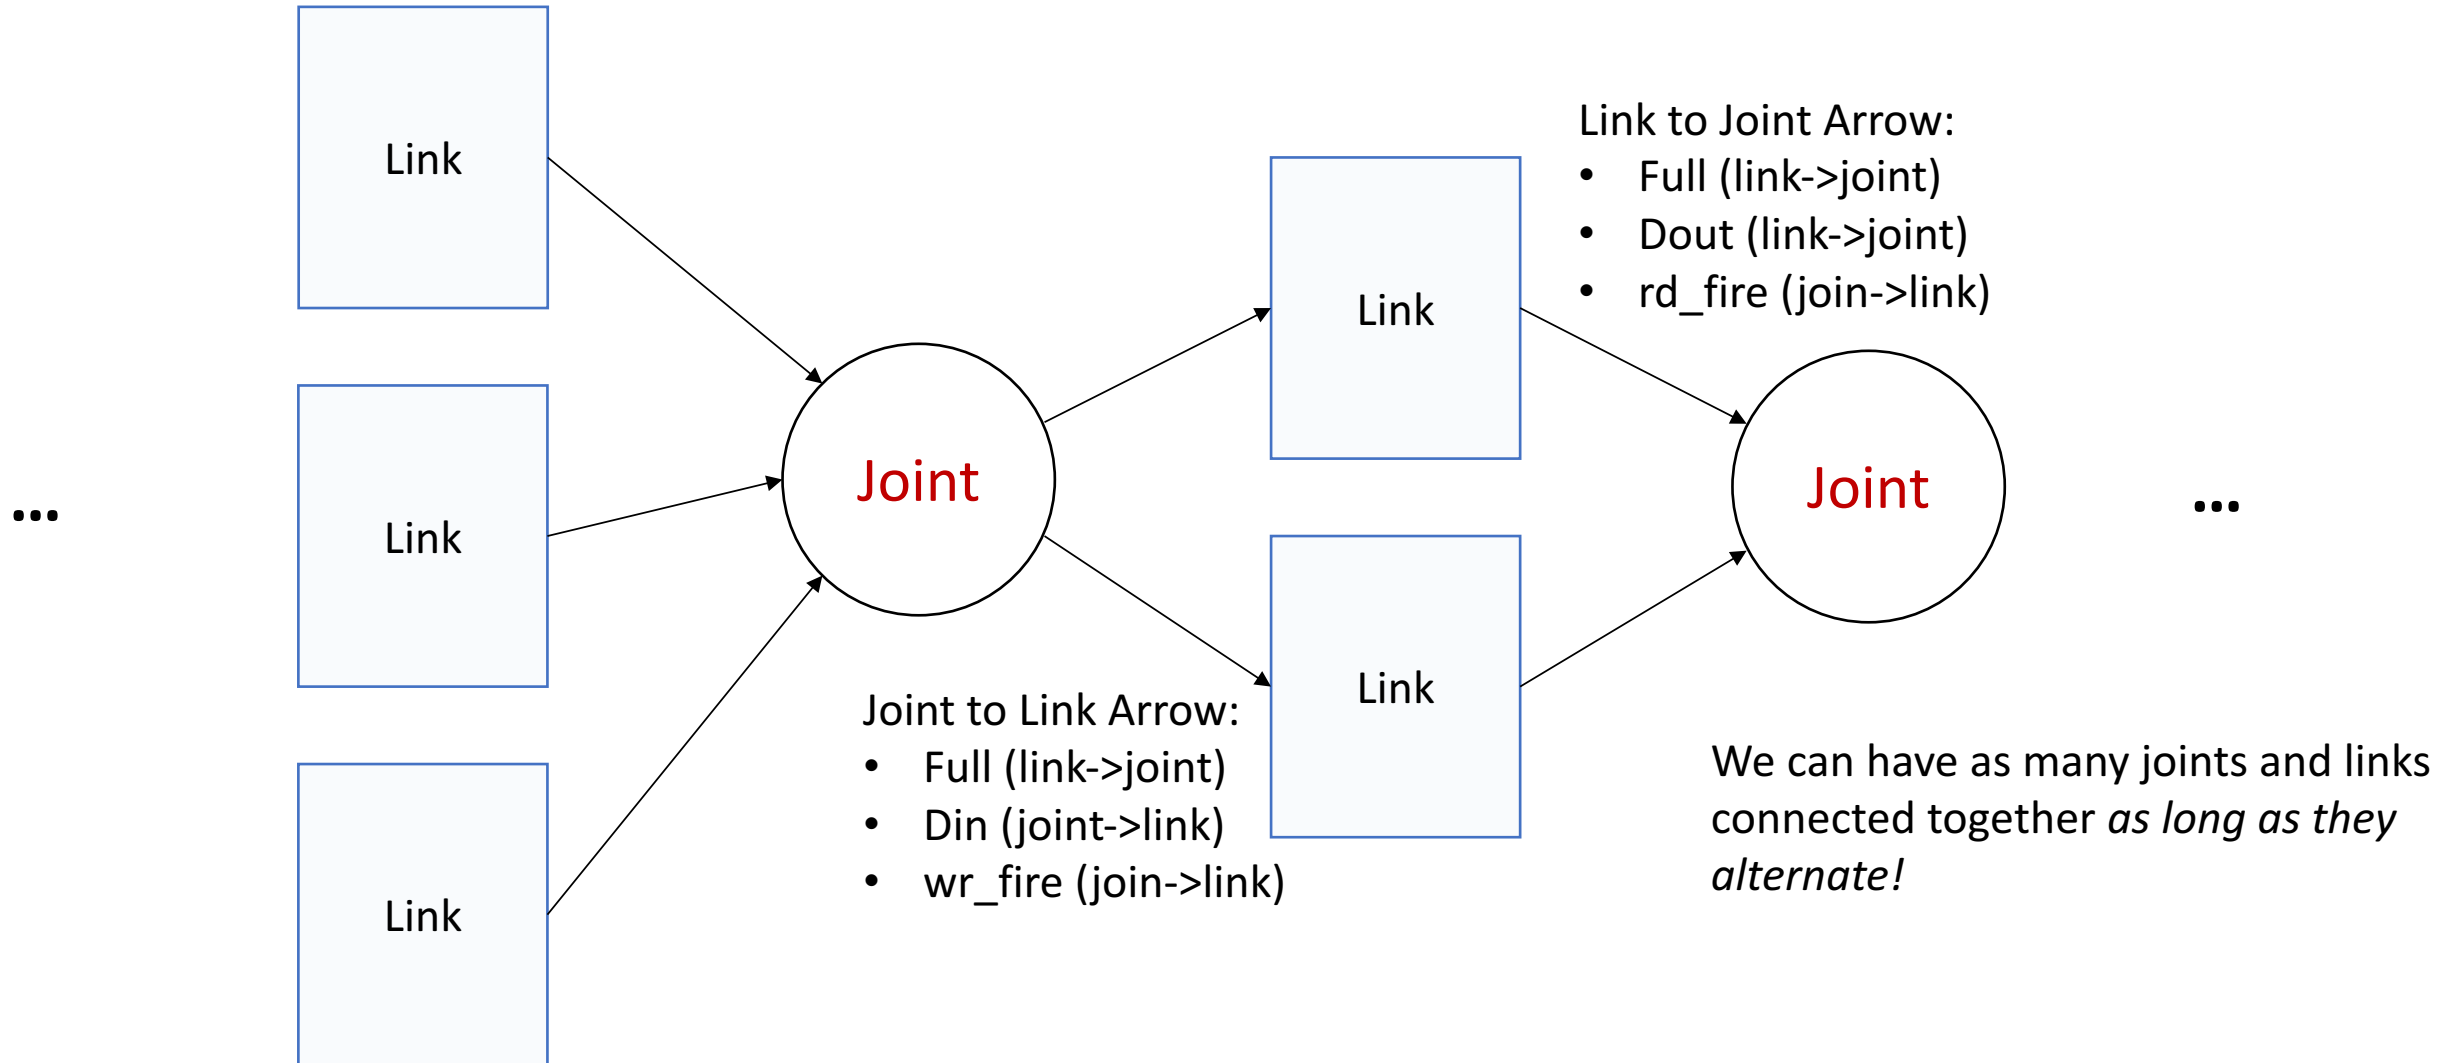 Link
Link
Link
...
Joint
Joint to Link Arrow:
• Full (link->joint)
• Din (joint->link)
• wr_fire (join->link)
Link
Link
Link to Joint Arrow:
• Full (link->joint)
• Dout (link->joint)
• rd_fire (join->link)
Joint
...
We can have as many joints and links
connected together as long as they
alternate!